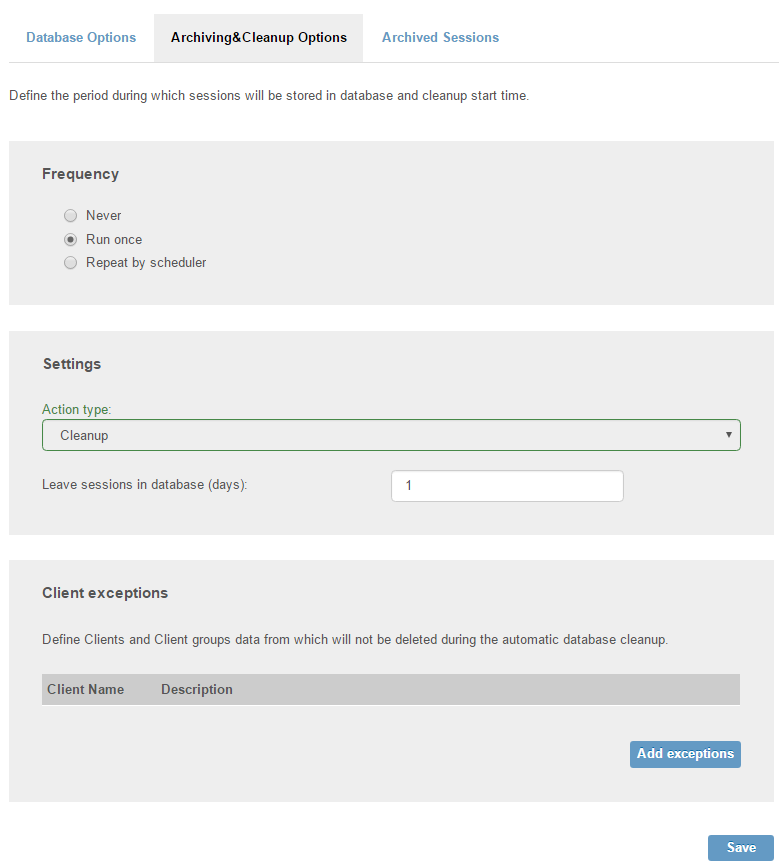 Database Options Archiving&Cleanup Options Archived Sessions
Define the period during which sessions will be stored in database and cleanup start time.
Frequency
Never
Run once
Repeat by scheduler
Settings
Action type:
Cleanup
Leave sessions in database (days): 1
Client exceptions
Define Clients and Client groups data from which will not be deleted during the automatic database cleanup.
Client Name Description
Add exceptions
Save